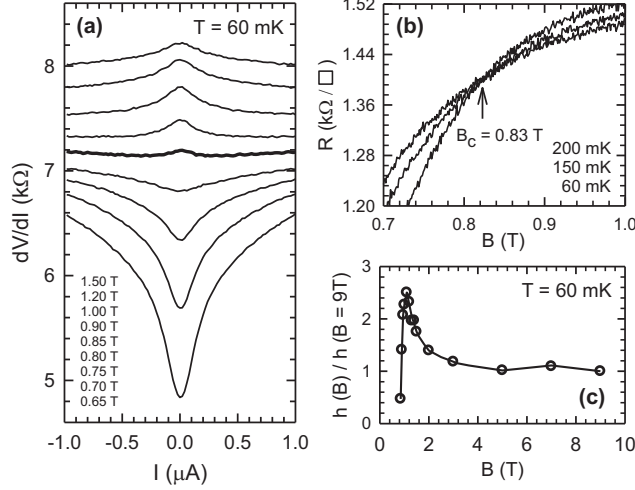 (a)
T = 60 mK
dV/dI (kΩ)
8
7
6
5
1.50 T
1.20 T
1.00 T
0.90 T
0.85 T
0.80 T
0.75 T
0.70 T
0.65 T
-1.0
-0.5
0.0
0.5
1.0
I (μA)
(b)
R (kΩ / □)
1.52
1.44
1.36
1.28
1.20
Bc = 0.83 T
200 mK
150 mK
60 mK
0.7
0.8
0.9
1.0
B (T)
h (B) / h (B = 9T)
3
2
1
0
T = 60 mK
(c)
0
2
4
6
8
10
B (T)